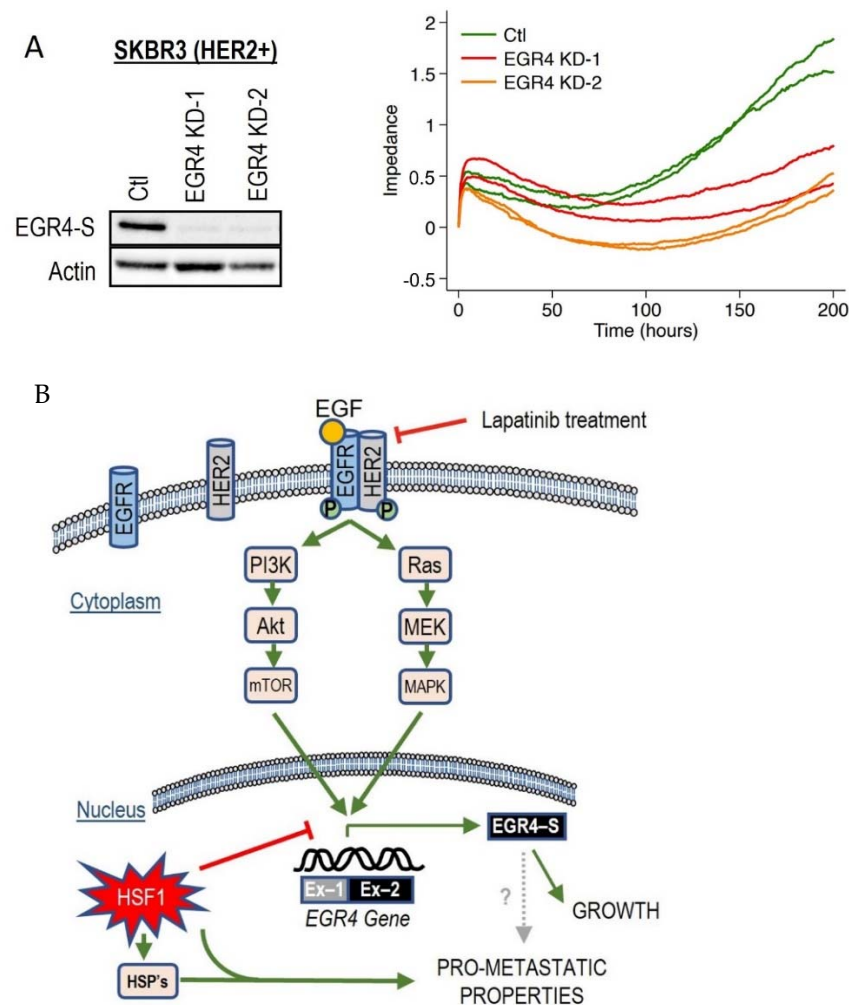 A
SKBR3 (HER2+)
Ctl
EGR4 KD-1
EGR4 KD-2
EGR4-S
Actin
Impedance
2
1.5
1
0.5
0
-0.5
Ctl
EGR4 KD-1
EGR4 KD-2
0
50
100
150
200
Time (hours)
B
EGF
Lapatinib treatment
EGFR
HER2
EGFR
HER2
P
P
PI3K
Ras
Cytoplasm
Akt
MEK
mTOR
MAPK
Nucleus
EGR4–S
HSF1
Ex–1
Ex–2
EGR4 Gene
?
GROWTH
HSP's
PRO-METASTATIC
PROPERTIES